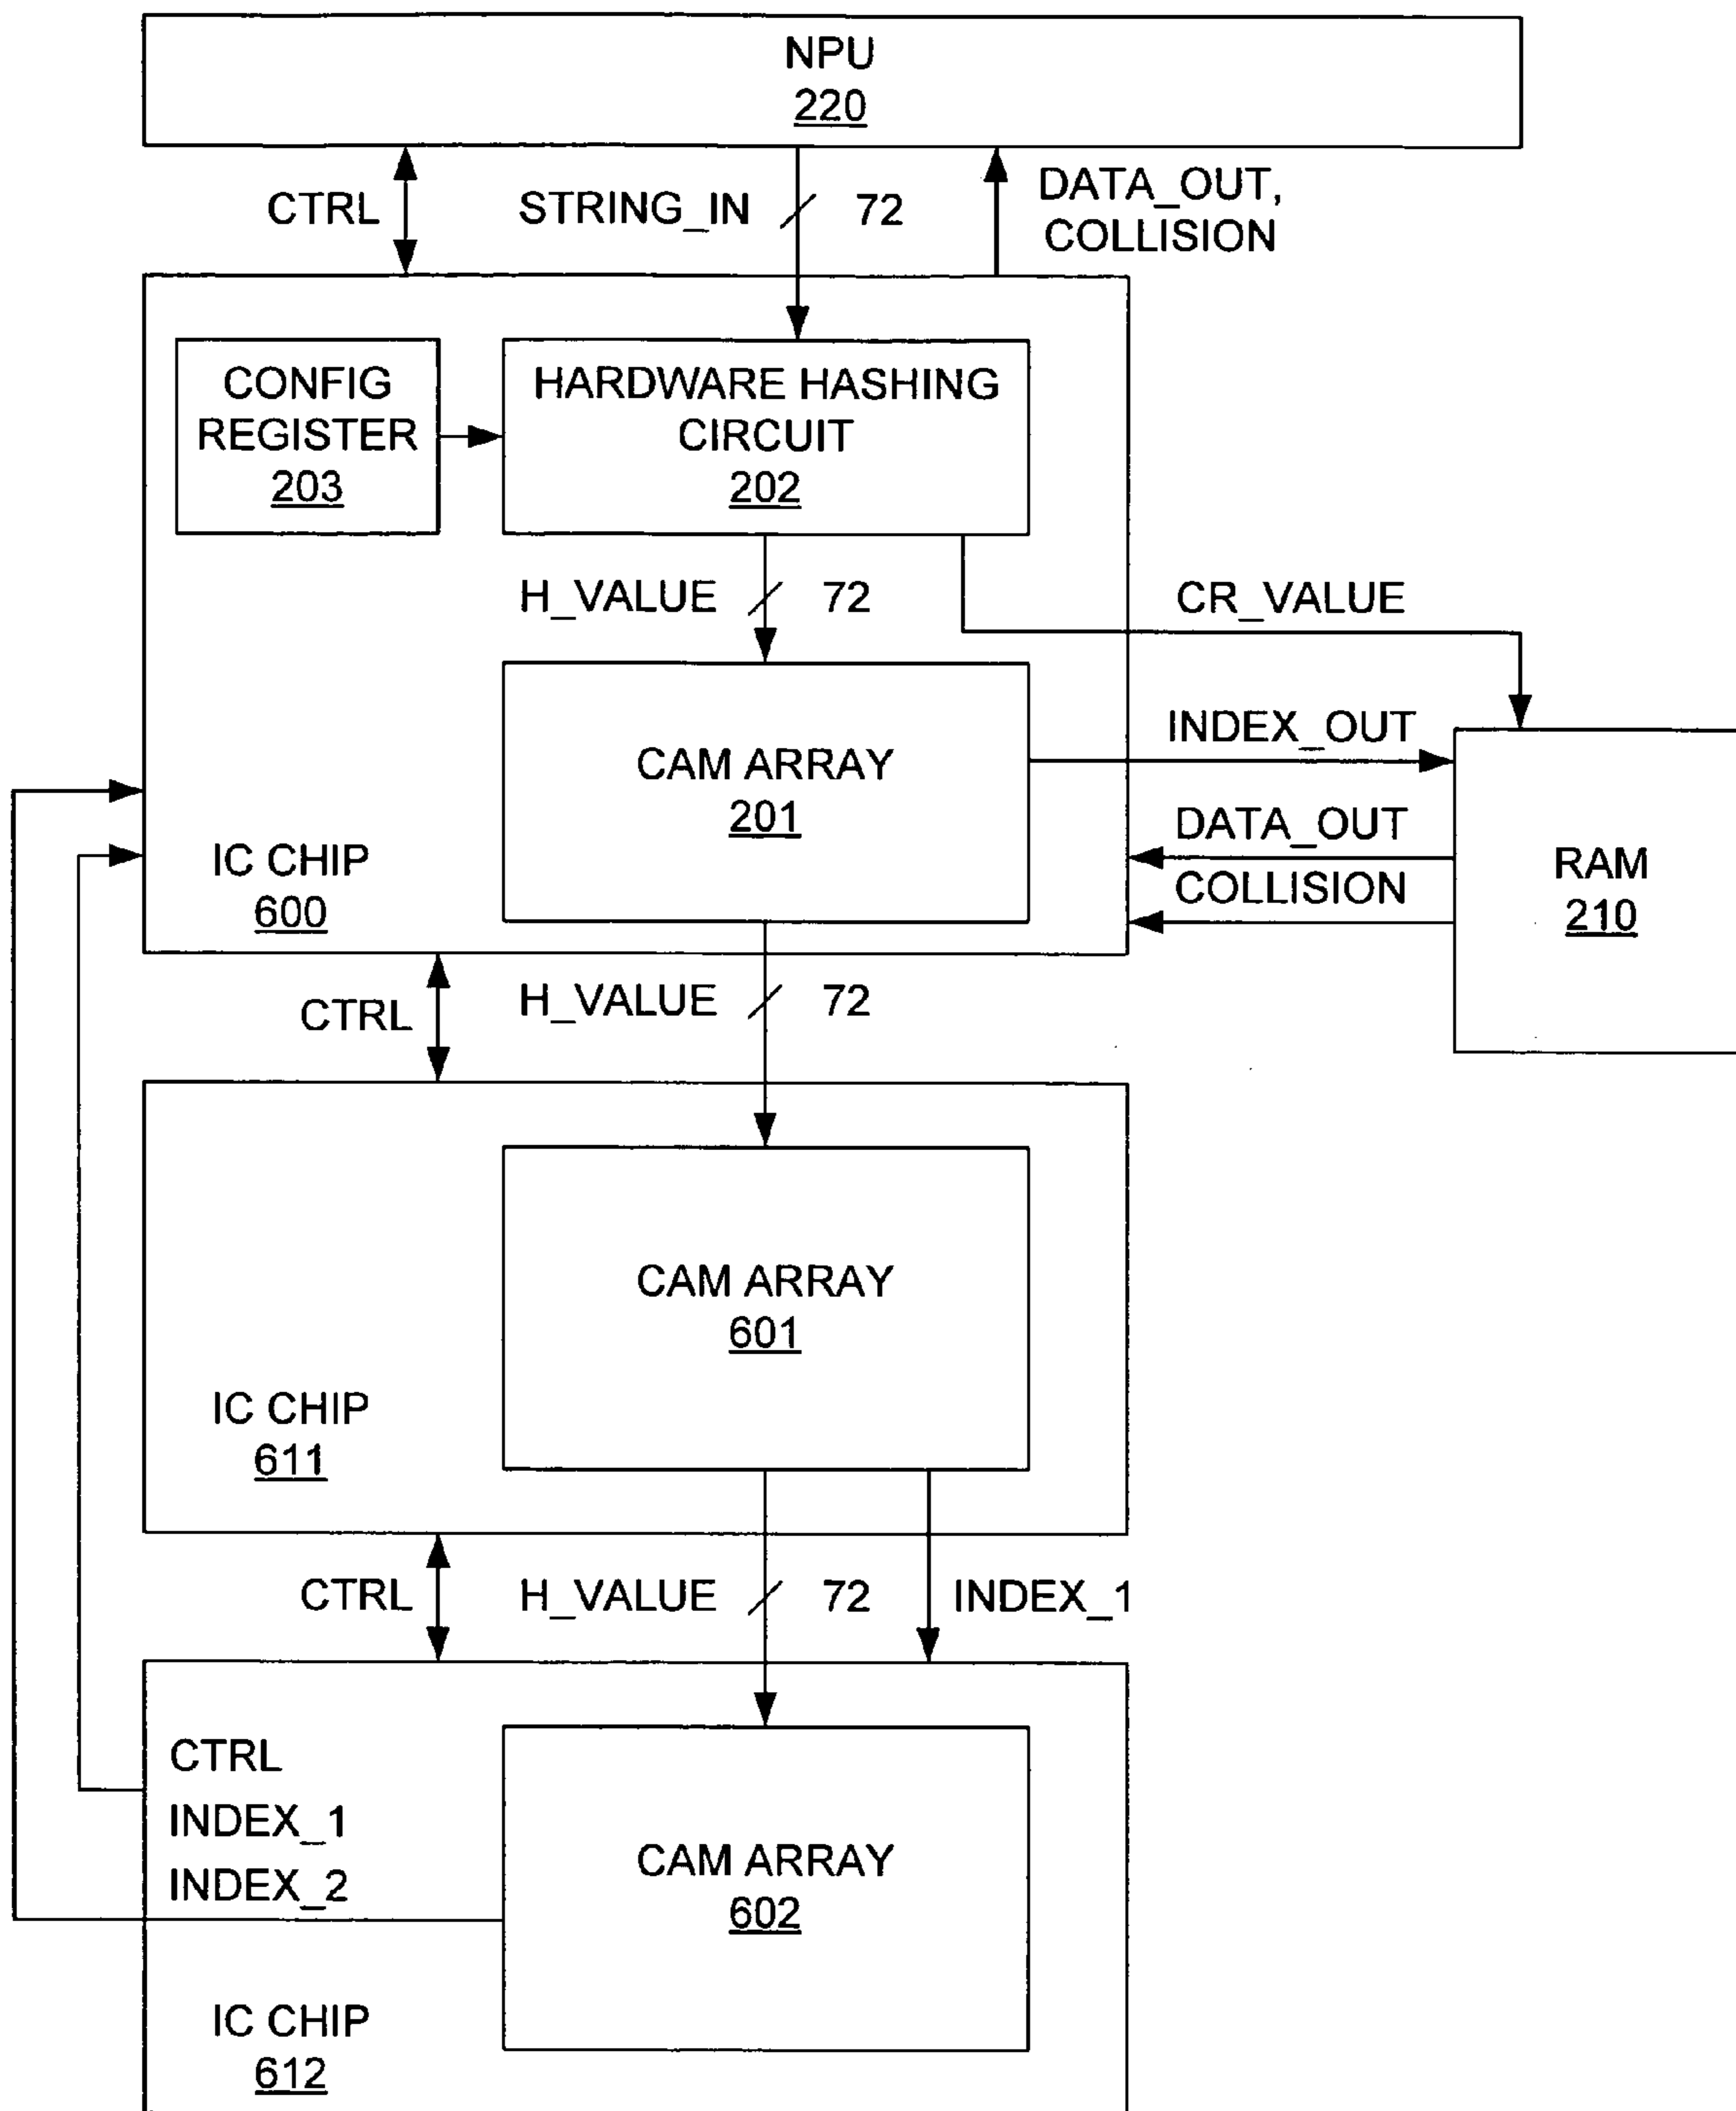 NPU
220
CTRL
STRING_IN
72
DATA_OUT,
COLLISION
CONFIG
REGISTER
203
HARDWARE HASHING
CIRCUIT
202
H_VALUE
72
CR_VALUE
CAM ARRAY
201
INDEX_OUT
DATA_OUT
COLLISION
RAM
210
IC CHIP
600
CTRL
H_VALUE
72
CAM ARRAY
601
IC CHIP
611
CTRL
H_VALUE
72
INDEX_1
CTRL
INDEX_1
INDEX_2
CAM ARRAY
602
IC CHIP
612